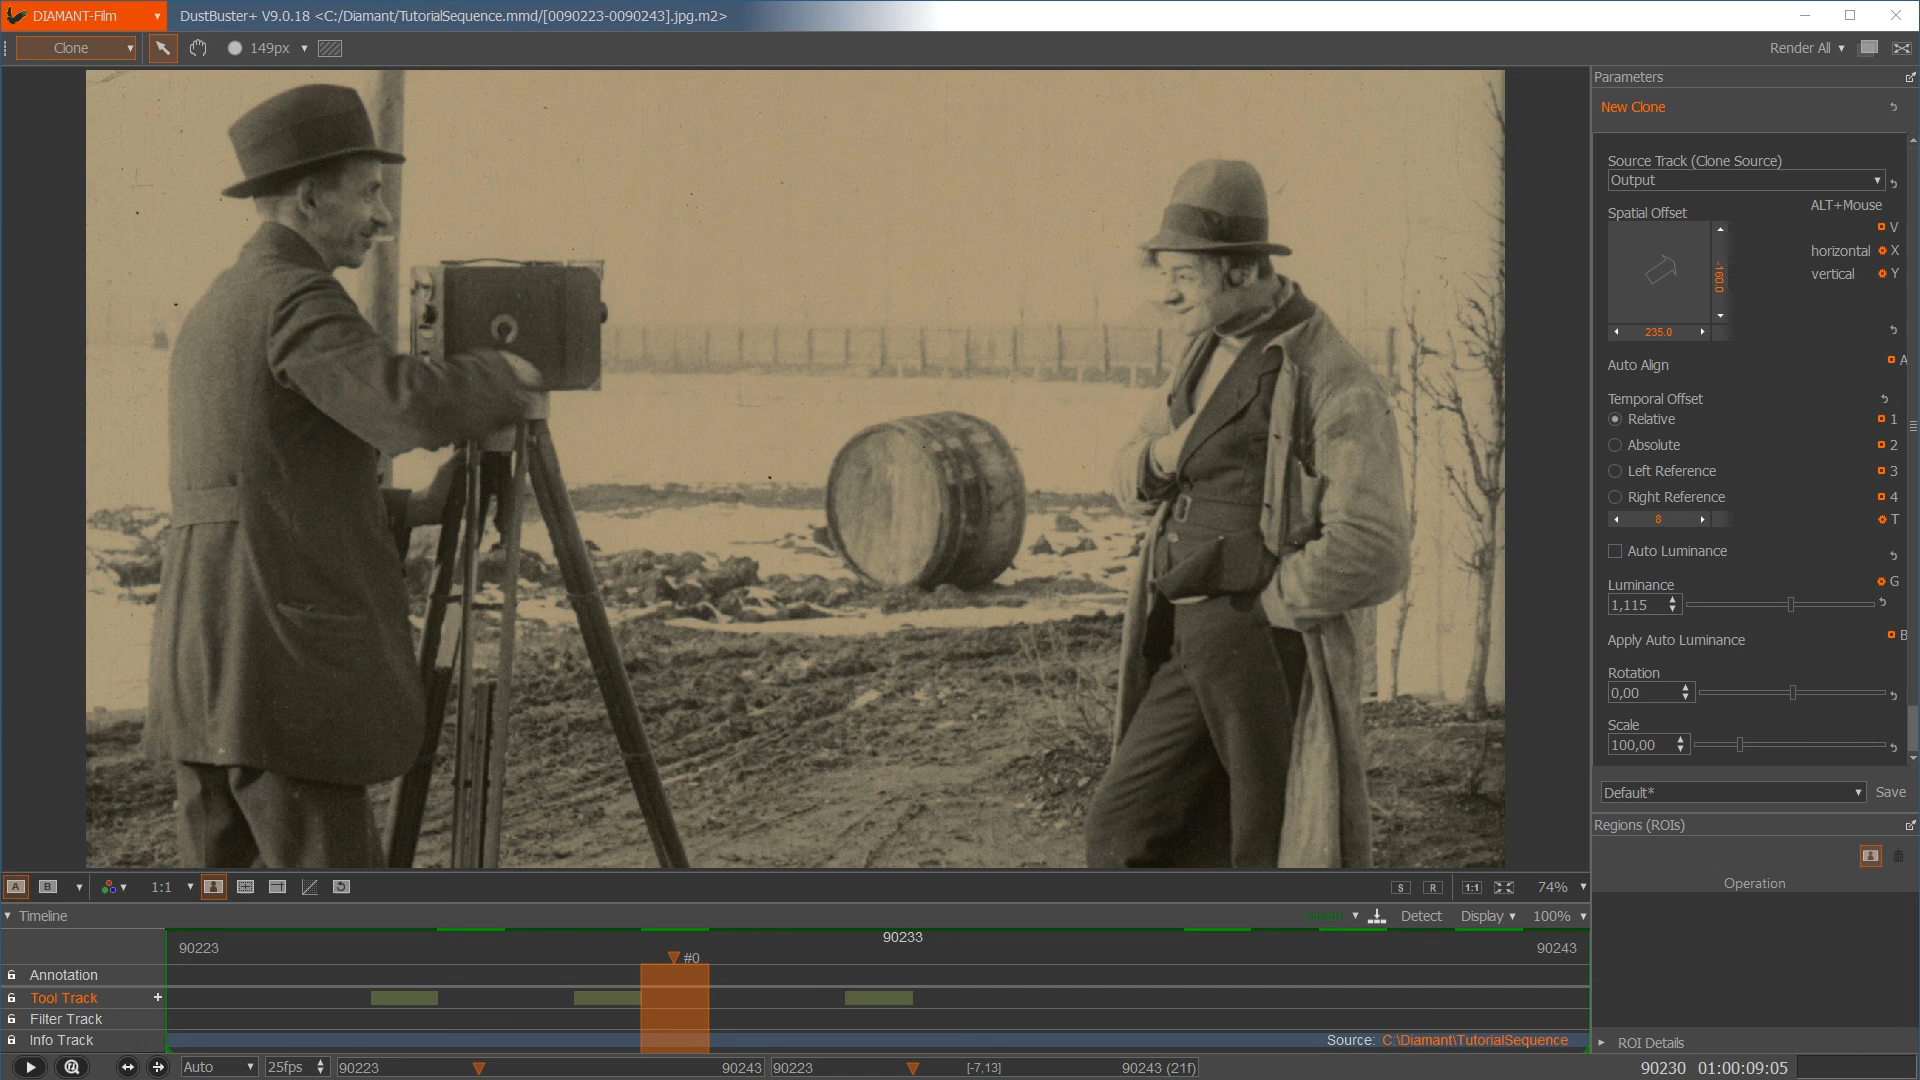 DIAMANT-Film
DustBuster+ V9.0.18 <C:/Diamant/TutorialSequence.mmd/[0090223-0090243].jpg.m2>
Clone
149px
Render All
Parameters
New Clone
Source Track (Clone Source)
Output
ALT+Mouse
Spatial Offset
V
horizontal X
vertical Y
-160.0
235.0
Auto Align A
Temporal Offset
Relative 1
Absolute 2
Left Reference 3
Right Reference 4
8 T
Auto Luminance
Luminance G
1,115
Apply Auto Luminance B
Rotation
0,00
Scale
100,00
Default* Save
Regions (ROIs)
Operation
ROI Details
A B 1:1 S R 1:1 74%
Timeline Detect Display 100%
90223 90233 90243
#0
Annotation
Tool Track +
Filter Track
Info Track Source: C:\Diamant\TutorialSequence
Auto 25fps 90223 90243 90223 [-7,13] 90243 (21f) 90230 01:00:09:05